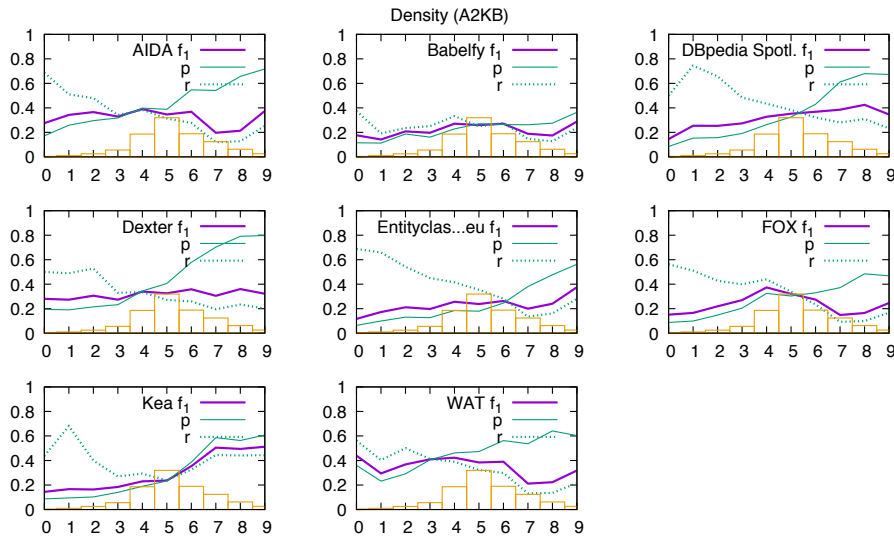 Density (A2KB)
1
0.8
0.6
0.4
0.2
0
0 1 2 3 4 5 6 7 8 9
AIDA f1
p
r
1
0.8
0.6
0.4
0.2
0
0 1 2 3 4 5 6 7 8 9
Babelfy f1
p
r
1
0.8
0.6
0.4
0.2
0
0 1 2 3 4 5 6 7 8 9
DBpedia Spotl. f1
p
r
1
0.8
0.6
0.4
0.2
0
0 1 2 3 4 5 6 7 8 9
Dexter f1
p
r
1
0.8
0.6
0.4
0.2
0
0 1 2 3 4 5 6 7 8 9
Entityclas...eu f1
p
r
1
0.8
0.6
0.4
0.2
0
0 1 2 3 4 5 6 7 8 9
FOX f1
p
r
1
0.8
0.6
0.4
0.2
0
0 1 2 3 4 5 6 7 8 9
Kea f1
p
r
1
0.8
0.6
0.4
0.2
0
0 1 2 3 4 5 6 7 8 9
WAT f1
p
r